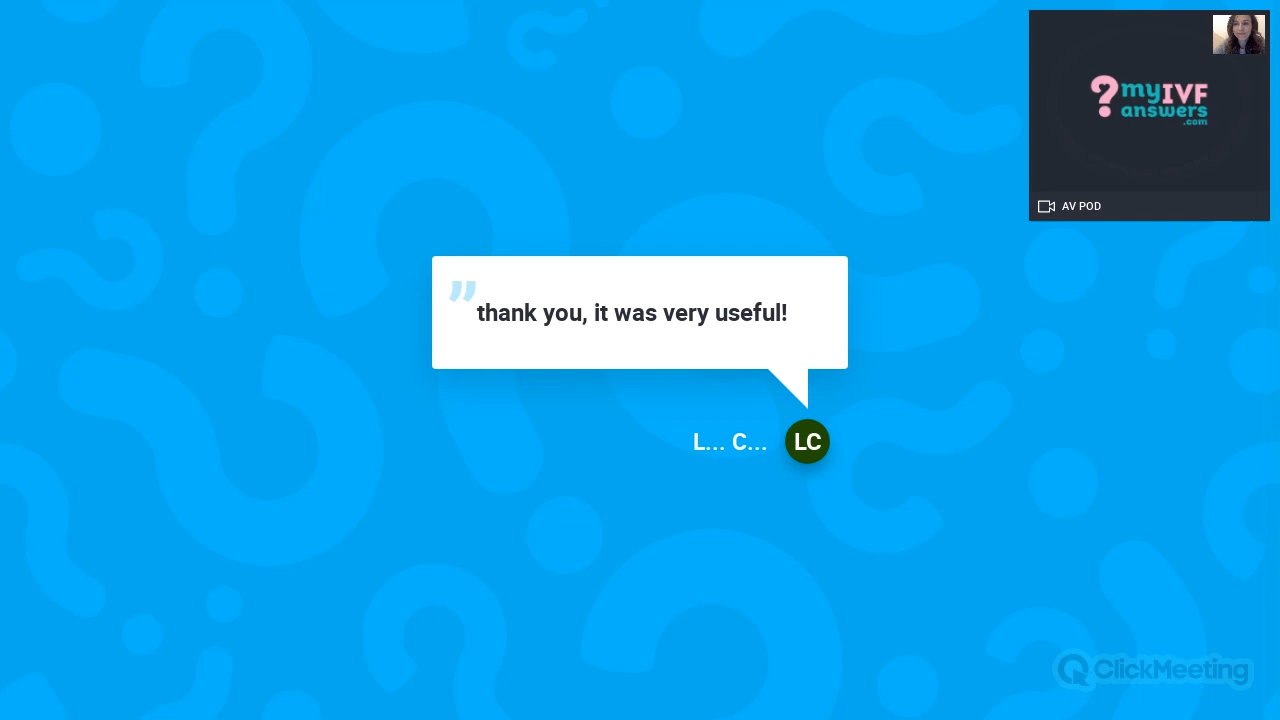 ?myIVF
answers
.com
AV POD
” thank you, it was very useful!
L... C... LC
ClickMeeting